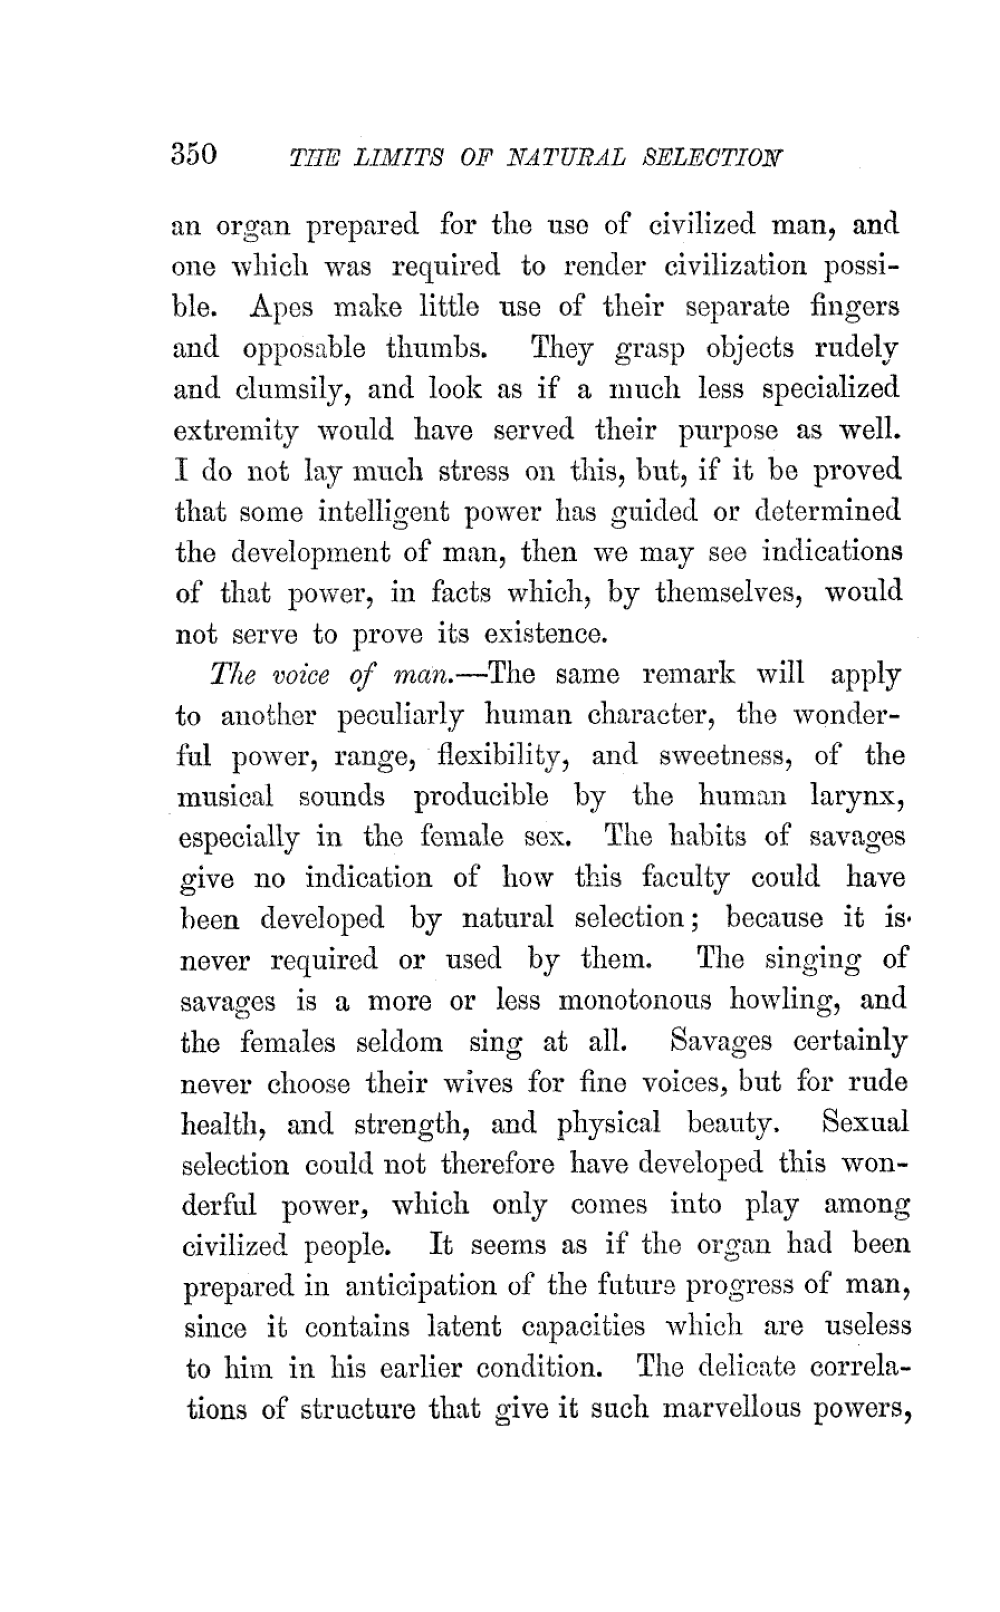 350 THE LIMITS OF NATURAL SELECTION
an organ prepared for the use of civilized man, and
one which was required to render civilization possi-
ble. Apes make little use of their separate fingers
and opposable thumbs. They grasp objects rudely
and clumsily, and look as if a much less specialized
extremity would have served their purpose as well.
I do not lay much stress on this, but, if it be proved
that some intelligent power has guided or determined
the development of man, then we may see indications
of that power, in facts which, by themselves, would
not serve to prove its existence.
The voice of man.—The same remark will apply
to another peculiarly human character, the wonder-
ful power, range, flexibility, and sweetness, of the
musical sounds producible by the human larynx,
especially in the female sex. The habits of savages
give no indication of how this faculty could have
been developed by natural selection; because it is
never required or used by them. The singing of
savages is a more or less monotonous howling, and
the females seldom sing at all. Savages certainly
never choose their wives for fine voices, but for rude
health, and strength, and physical beauty. Sexual
selection could not therefore have developed this won-
derful power, which only comes into play among
civilized people. It seems as if the organ had been
prepared in anticipation of the future progress of man,
since it contains latent capacities which are useless
to him in his earlier condition. The delicate correla-
tions of structure that give it such marvellous powers,